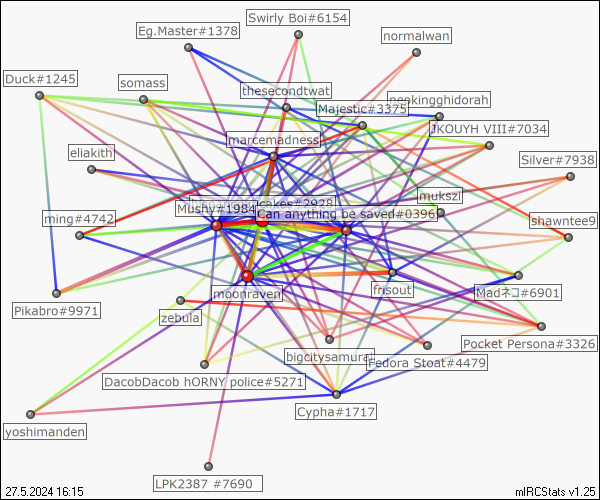 Swirly Boi#6154
Eg.Master#1378
normalwan
Duck#1245
somass
thesecondtwat
Majestic#3375
neokingghidorah
JKOUYH VIII#7034
marcemadness
eliakith
Silver#7938
mukszi
cakes#2928
Mushy#1984
Can anything be saved#0396
ming#4742
shawntee9
moonraven
frisout
Madネコ#6901
Pikabro#9971
zebula
Pocket Persona#3326
bigcitysamurai
Fedora Stoat#4479
DacobDacob hORNY police#5271
Cypha#1717
yoshimanden
LPK2387 #7690
27.5.2024 16:15
mIRCStats v1.25